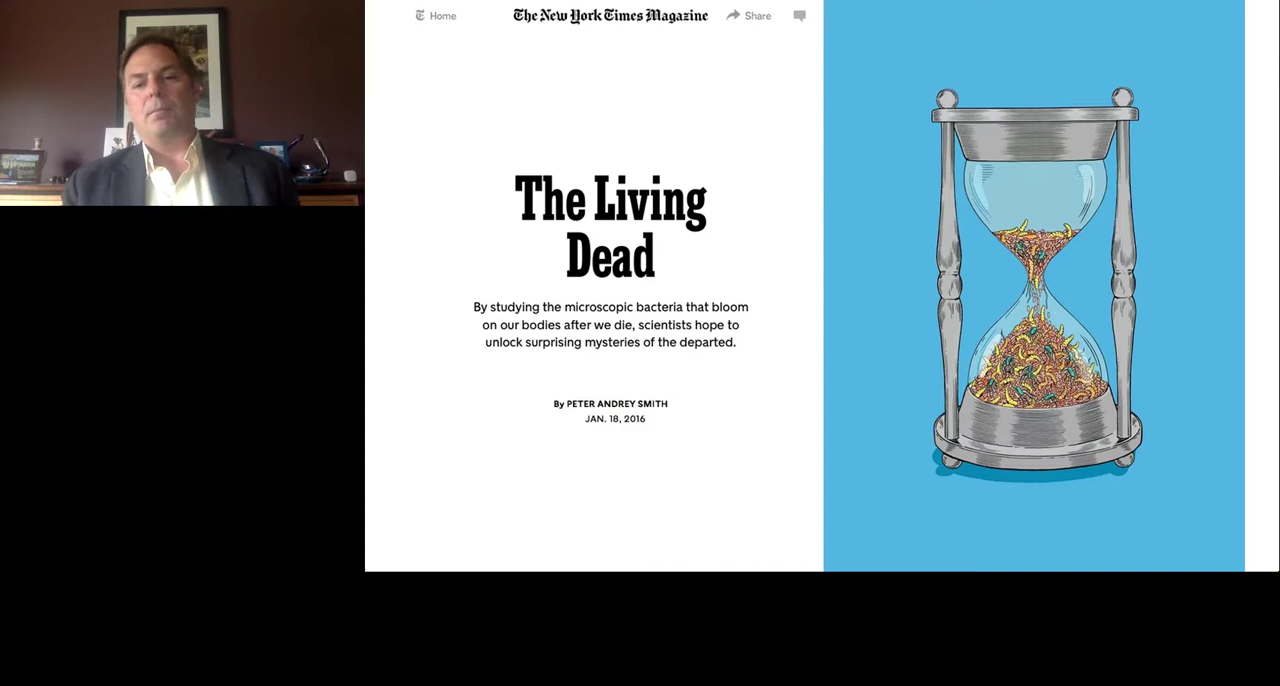 Home
The New York Times Magazine
Share
The Living
Dead
By studying the microscopic bacteria that bloom
on our bodies after we die, scientists hope to
unlock surprising mysteries of the departed.
By PETER ANDREY SMITH
JAN. 18, 2016